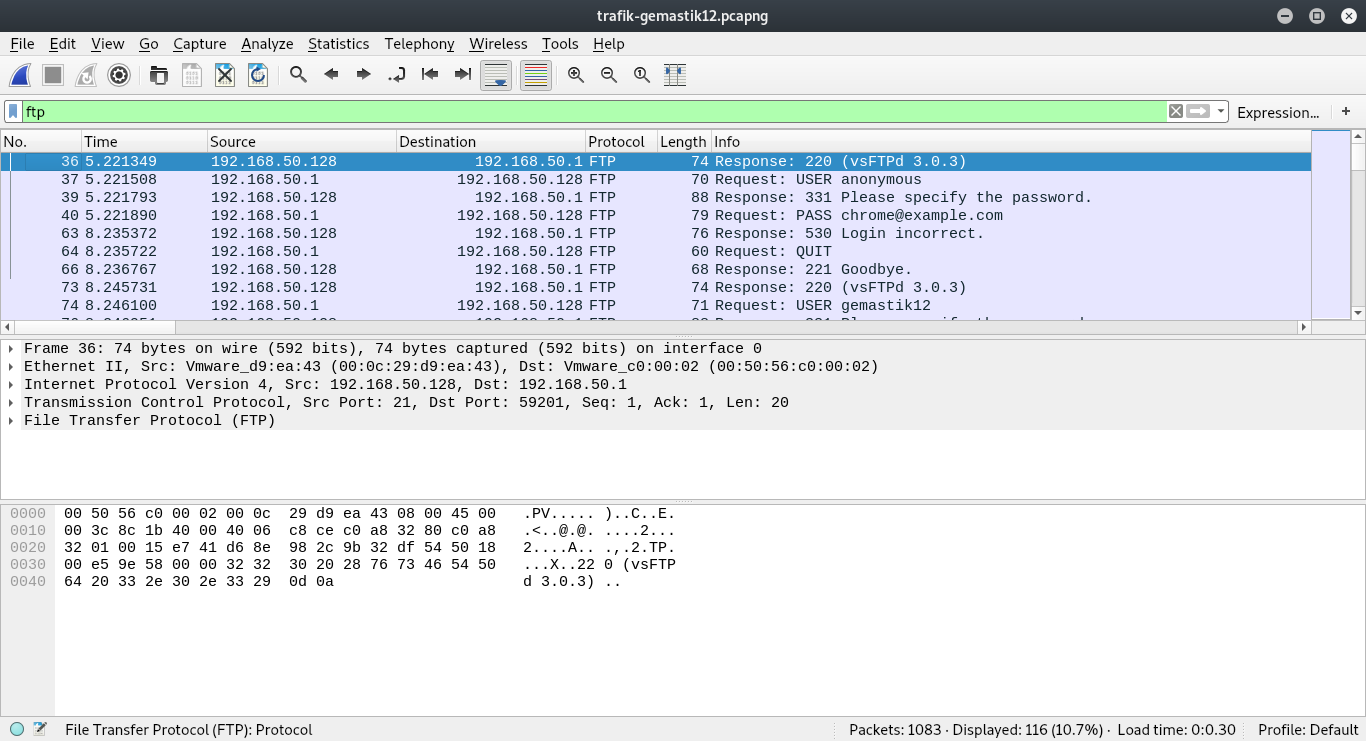 trafik-gemastik12.pcapng
File Edit View Go Capture Analyze Statistics Telephony Wireless Tools Help
ftp Expression... +
No. Time Source Destination Protocol Length Info
36 5.221349 192.168.50.128 192.168.50.1 FTP 74 Response: 220 (vsFTPd 3.0.3)
37 5.221508 192.168.50.1 192.168.50.128 FTP 70 Request: USER anonymous
39 5.221793 192.168.50.128 192.168.50.1 FTP 88 Response: 331 Please specify the password.
40 5.221890 192.168.50.1 192.168.50.128 FTP 79 Request: PASS chrome@example.com
63 8.235372 192.168.50.128 192.168.50.1 FTP 76 Response: 530 Login incorrect.
64 8.235722 192.168.50.1 192.168.50.128 FTP 60 Request: QUIT
66 8.236767 192.168.50.128 192.168.50.1 FTP 68 Response: 221 Goodbye.
73 8.245731 192.168.50.128 192.168.50.1 FTP 74 Response: 220 (vsFTPd 3.0.3)
74 8.246100 192.168.50.1 192.168.50.128 FTP 71 Request: USER gemastik12
Frame 36: 74 bytes on wire (592 bits), 74 bytes captured (592 bits) on interface 0
Ethernet II, Src: Vmware_d9:ea:43 (00:0c:29:d9:ea:43), Dst: Vmware_c0:00:02 (00:50:56:c0:00:02)
Internet Protocol Version 4, Src: 192.168.50.128, Dst: 192.168.50.1
Transmission Control Protocol, Src Port: 21, Dst Port: 59201, Seq: 1, Ack: 1, Len: 20
File Transfer Protocol (FTP)
0000 00 50 56 c0 00 02 00 0c 29 d9 ea 43 08 00 45 00 .PV..... )..C..E.
0010 00 3c 8c 1b 40 00 40 06 c8 ce c0 a8 32 80 c0 a8 .<..@.@. ....2...
0020 32 01 00 15 e7 41 d6 8e 98 2c 9b 32 df 54 50 18 2....A.. .,.2.TP.
0030 00 e5 9e 58 00 00 32 32 30 20 28 76 73 46 54 50 ...X..22 0 (vsFTP
0040 64 20 33 2e 30 2e 33 29 0d 0a d 3.0.3) ..
File Transfer Protocol (FTP): Protocol Packets: 1083 · Displayed: 116 (10.7%) · Load time: 0:0.30 Profile: Default